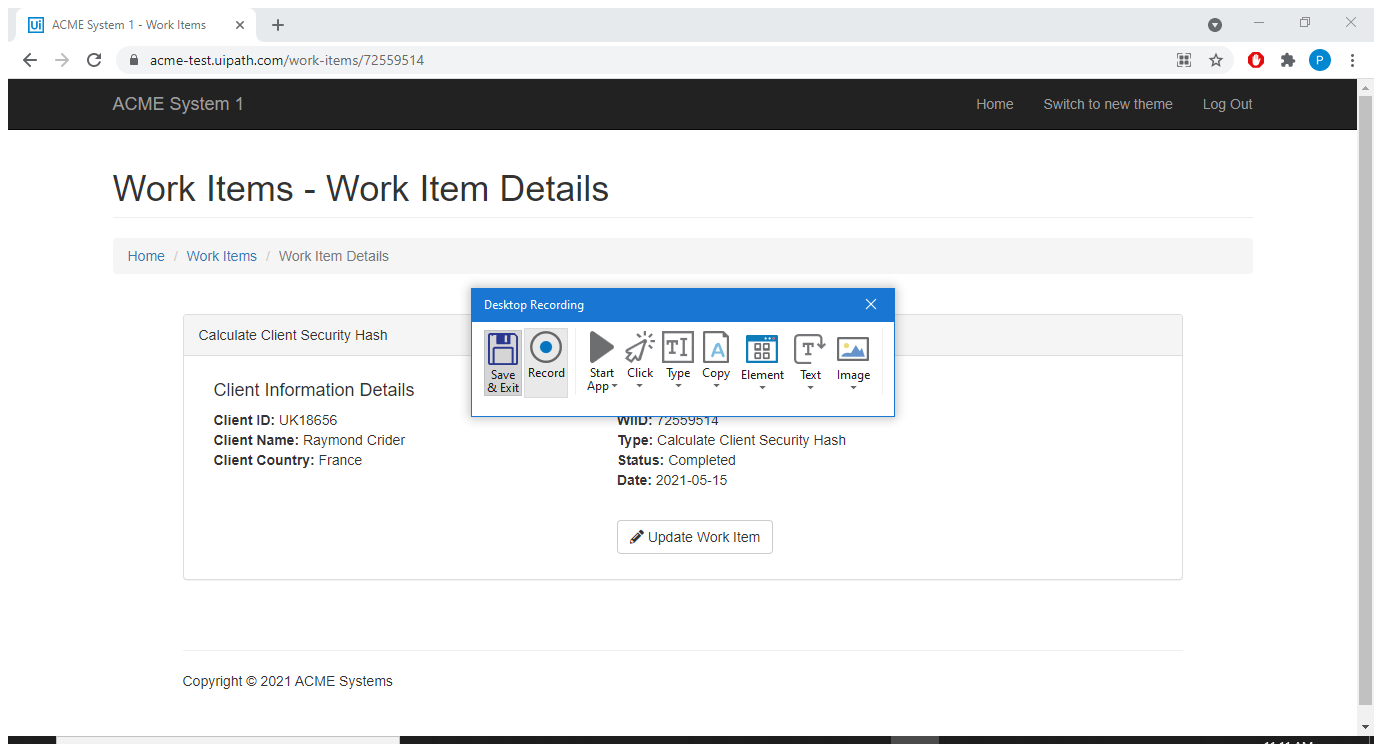 ACME System 1 - Work Items
acme-test.uipath.com/work-items/72559514
P
ACME System 1
Home Switch to new theme Log Out
Work Items - Work Item Details
Home / Work Items / Work Item Details
Desktop Recording
Save & Exit
Record
Start App
Click
Type
Copy
Element
Text
Image
Calculate Client Security Hash
Client Information Details
Client ID: UK18656
Client Name: Raymond Crider
Client Country: France
WIID: 72559514
Type: Calculate Client Security Hash
Status: Completed
Date: 2021-05-15
Update Work Item
Copyright © 2021 ACME Systems